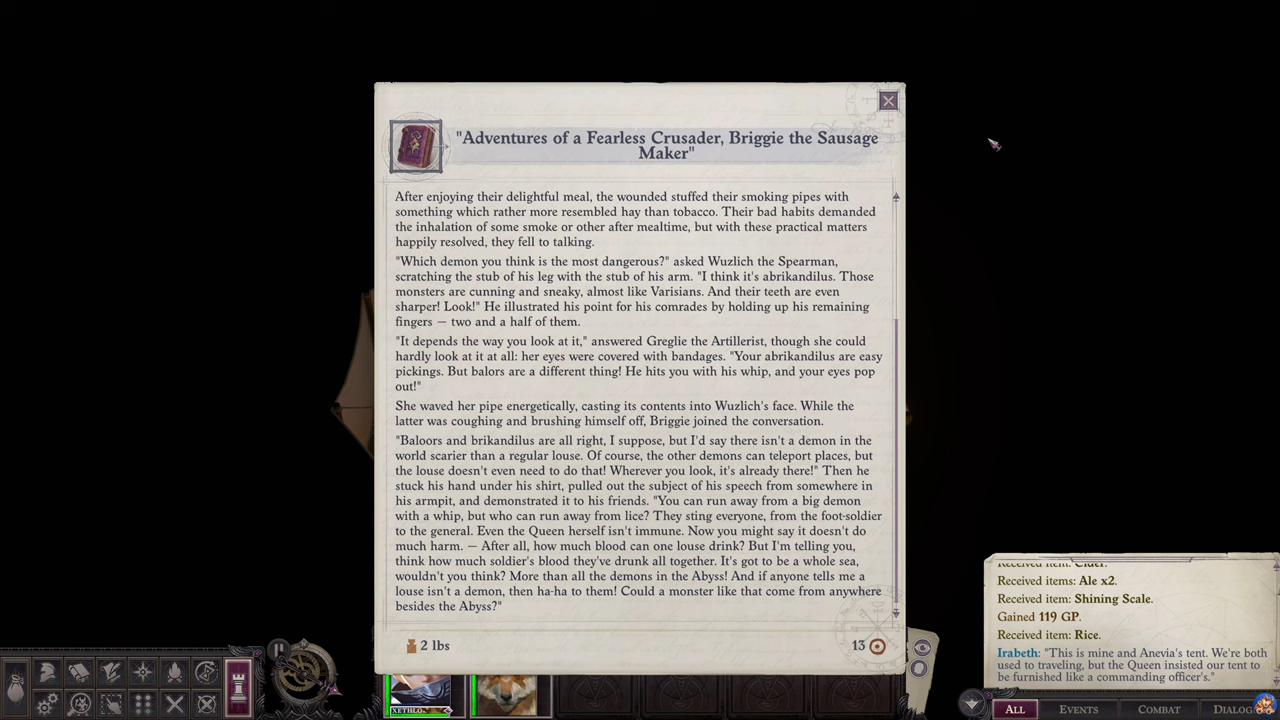 "Adventures of a Fearless Crusader, Briggie the Sausage
Maker"
After enjoying their delightful meal, the wounded stuffed their smoking pipes with
something which rather more resembled hay than tobacco. Their bad habits demanded
the inhalation of some smoke or other after mealtime, but with these practical matters
happily resolved, they fell to talking.
"Which demon you think is the most dangerous?" asked Wuzlich the Spearman,
scratching the stub of his leg with the stub of his arm. "I think it's abrikandilus. Those
monsters are cunning and sneaky, almost like Varisians. And their teeth are even
sharper! Look!" He illustrated his point for his comrades by holding up his remaining
fingers — two and a half of them.
"It depends the way you look at it," answered Greglie the Artillerist, though she could
hardly look at it at all: her eyes were covered with bandages. "Your abrikandilus are easy
pickings. But balors are a different thing! He hits you with his whip, and your eyes pop
out!"
She waved her pipe energetically, casting its contents into Wuzlich's face. While the
latter was coughing and brushing himself off, Briggie joined the conversation.
"Baloors and brikandilus are all right, I suppose, but I'd say there isn't a demon in the
world scarier than a regular louse. Of course, the other demons can teleport places, but
the louse doesn't even need to do that! Wherever you look, it's already there!" Then he
stuck his hand under his shirt, pulled out the subject of his speech from somewhere in
his armpit, and demonstrated it to his friends. "You can run away from a big demon
with a whip, but who can run away from lice? They sting everyone, from the foot-soldier
to the general. Even the Queen herself isn't immune. Now you might say it doesn't do
much harm. — After all, how much blood can one louse drink? But I'm telling you,
think how much soldier's blood they've drunk all together. It's got to be a whole sea,
wouldn't you think? More than all the demons in the Abyss! And if anyone tells me a
louse isn't a demon, then ha-ha to them! Could a monster like that come from anywhere
besides the Abyss?"
2 lbs
13
Received item: Cider.
Received items: Ale x2.
Received item: Shining Scale.
Gained 119 GP.
Received item: Rice.
Irabeth: "This is mine and Anevia's tent. We're both
used to traveling, but the Queen insisted our tent to
be furnished like a commanding officer's."
ALL EVENTS COMBAT DIALOG